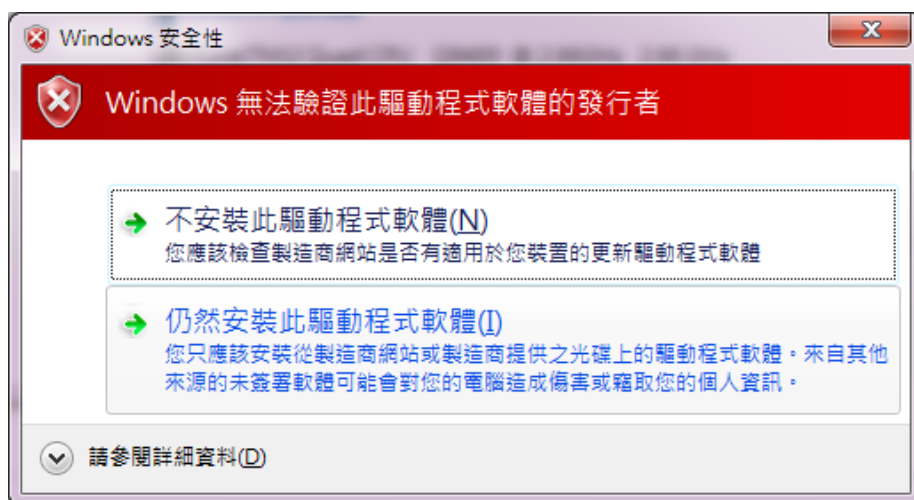 Windows 安全性
Windows 無法驗證此驅動程式軟體的發行者
不安裝此驅動程式軟體(N)
您應該檢查製造商網站是否有適用於您裝置的更新驅動程式軟體
仍然安裝此驅動程式軟體(I)
您只應該安裝從製造商網站或製造商提供之光碟上的驅動程式軟體。來自其他
來源的未簽署軟體可能會對您的電腦造成傷害或竊取您的個人資訊。
請參閱詳細資料(D)